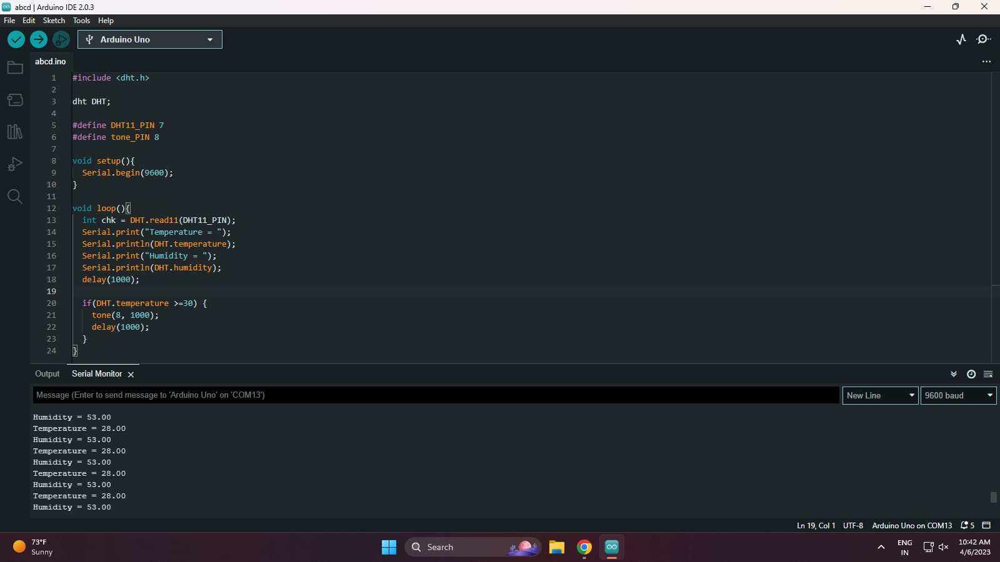 abcd | Arduino IDE 2.0.3
File Edit Sketch Tools Help
Arduino Uno
abcd.ino
1 #include <dht.h>
2
3 dht DHT;
4
5 #define DHT11_PIN 7
6 #define tone_PIN 8
7
8 void setup(){
9 Serial.begin(9600);
10 }
11
12 void loop(){
13 int chk = DHT.read11(DHT11_PIN);
14 Serial.print("Temperature = ");
15 Serial.println(DHT.temperature);
16 Serial.print("Humidity = ");
17 Serial.println(DHT.humidity);
18 delay(1000);
19
20 if(DHT.temperature >=30) {
21 tone(8, 1000);
22 delay(1000);
23 }
24 }
Output Serial Monitor
Message (Enter to send message to 'Arduino Uno' on 'COM13') New Line 9600 baud
Humidity = 53.00
Temperature = 28.00
Humidity = 53.00
Temperature = 28.00
Humidity = 53.00
Temperature = 28.00
Humidity = 53.00
Temperature = 28.00
Humidity = 53.00
Ln 19, Col 1 UTF-8 Arduino Uno on COM13 5
73°F
Sunny
Search
ENG
IN
10:42 AM
4/6/2023